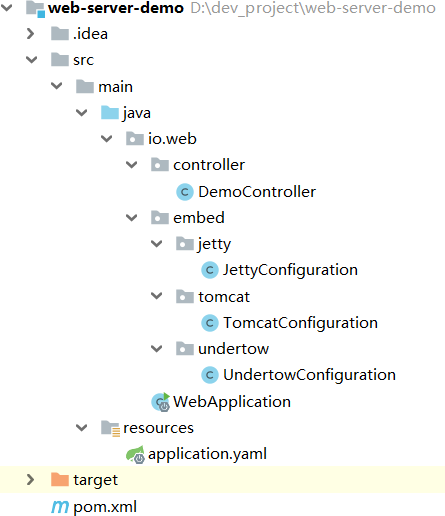 web-server-demo D:\dev_project\web-server-demo
.idea
src
main
java
io.web
controller
C DemoController
embed
jetty
C JettyConfiguration
tomcat
C TomcatConfiguration
undertow
C UndertowConfiguration
C WebApplication
resources
application.yaml
target
m pom.xml